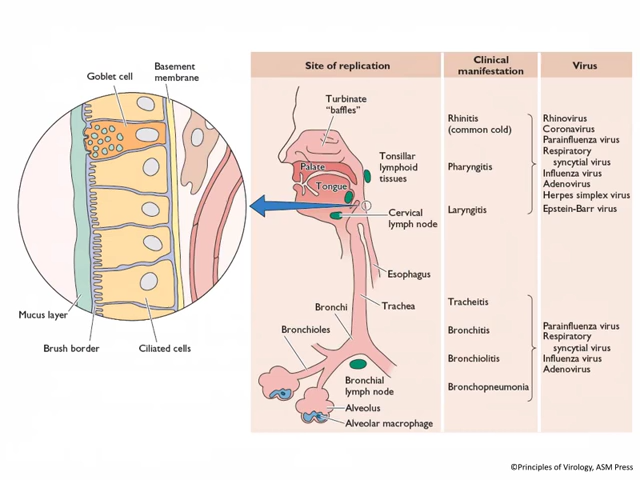 Goblet cell
Basement
membrane
Mucus layer
Brush border
Ciliated cells
Site of replication
Clinical
manifestation
Virus
Turbinate
"baffles"
Palate
Tongue
Tonsillar
lymphoid
tissues
Cervical
lymph node
Esophagus
Trachea
Bronchi
Bronchioles
Bronchial
lymph node
Alveolus
Alveolar macrophage
Rhinitis
(common cold)
Pharyngitis
Laryngitis
Rhinovirus
Coronavirus
Parainfluenza virus
Respiratory
syncytial virus
Influenza virus
Adenovirus
Herpes simplex virus
Epstein-Barr virus
Tracheitis
Bronchitis
Bronchiolitis
Bronchopneumonia
Parainfluenza virus
Respiratory
syncytial virus
Influenza virus
Adenovirus
©Principles of Virology, ASM Press